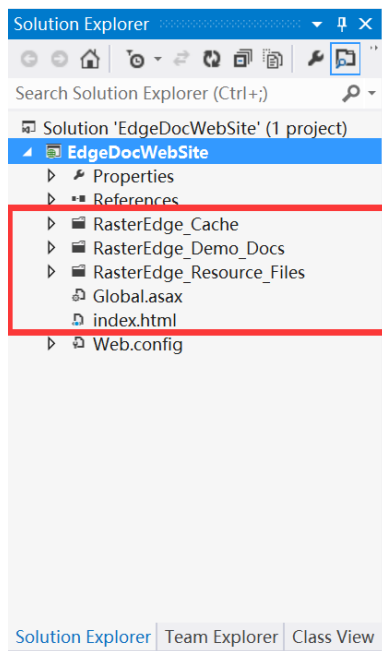 Solution Explorer
Search Solution Explorer (Ctrl+;)
Solution 'EdgeDocWebSite' (1 project)
EdgeDocWebSite
Properties
References
RasterEdge_Cache
RasterEdge_Demo_Docs
RasterEdge_Resource_Files
Global.asax
index.html
Web.config
Solution Explorer Team Explorer Class View